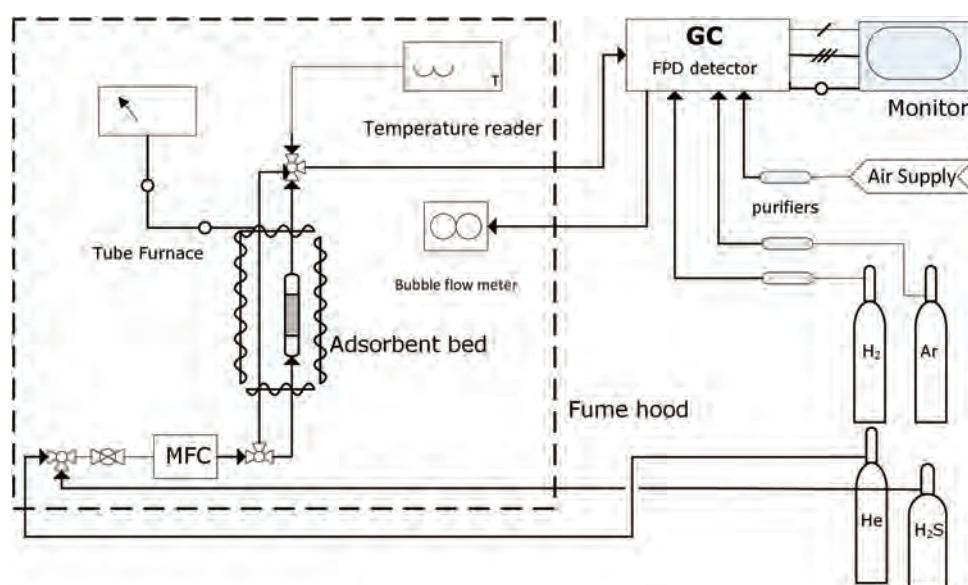 GC
FPD detector
Monitor
T
Temperature reader
Air Supply
purifiers
Tube Furnace
Bubble flow meter
Adsorbent bed
H₂
Ar
Fume hood
MFC
He
H₂S